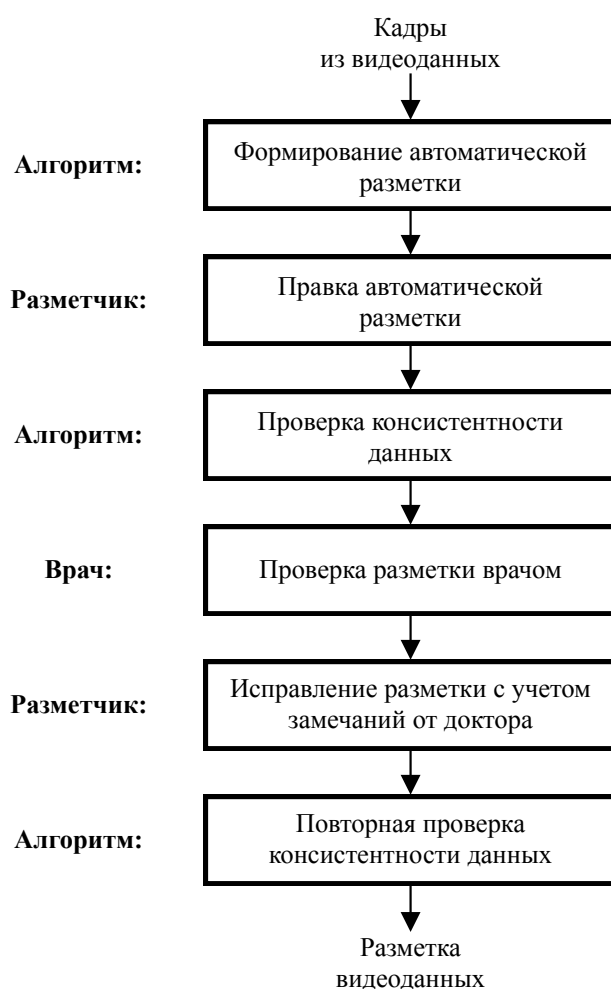 Кадры
из видеоданных
Алгоритм:
Формирование автоматической
разметки
Разметчик:
Правка автоматической
разметки
Алгоритм:
Проверка консистентности
данных
Врач:
Проверка разметки врачом
Разметчик:
Исправление разметки с учетом
замечаний от доктора
Алгоритм:
Повторная проверка
консистентности данных
Разметка
видеоданных